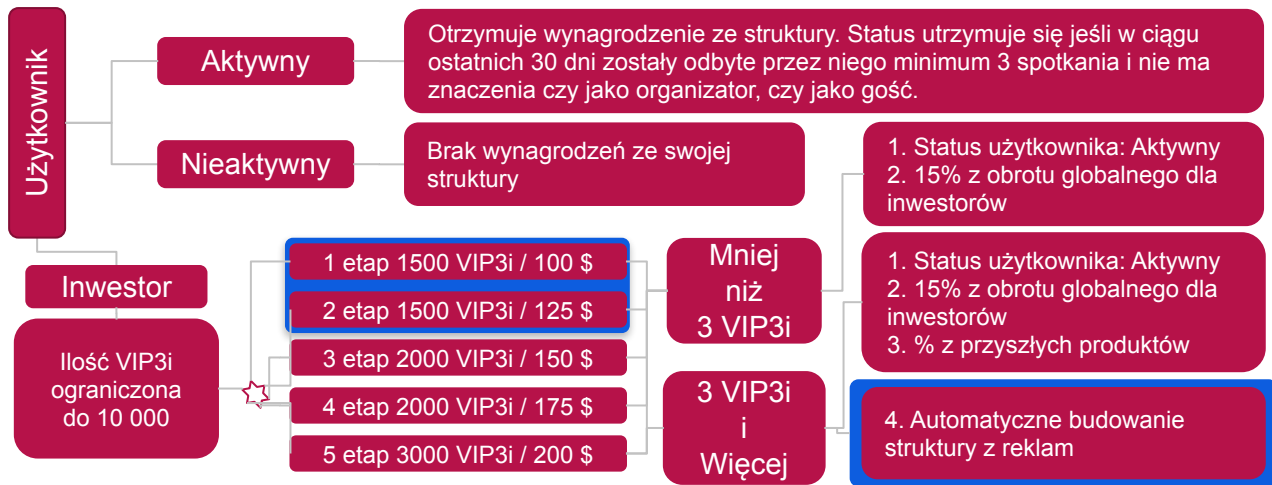 Użytkownik
Aktywny
Otrzymuje wynagrodzenie ze struktury. Status utrzymuje się jeśli w ciągu
ostatnich 30 dni zostały odbyte przez niego minimum 3 spotkania i nie ma
znaczenia czy jako organizator, czy jako gość.
Nieaktywny
Brak wynagrodzeń ze swojej
struktury
Inwestor
Ilość VIP3i
ograniczona
do 10 000
1 etap 1500 VIP3i / 100 $
2 etap 1500 VIP3i / 125 $
3 etap 2000 VIP3i / 150 $
4 etap 2000 VIP3i / 175 $
5 etap 3000 VIP3i / 200 $
Mniej
niż
3 VIP3i
1. Status użytkownika: Aktywny
2. 15% z obrotu globalnego dla
inwestorów
3 VIP3i
i
Więcej
1. Status użytkownika: Aktywny
2. 15% z obrotu globalnego dla
inwestorów
3. % z przyszłych produktów
4. Automatyczne budowanie
struktury z reklam